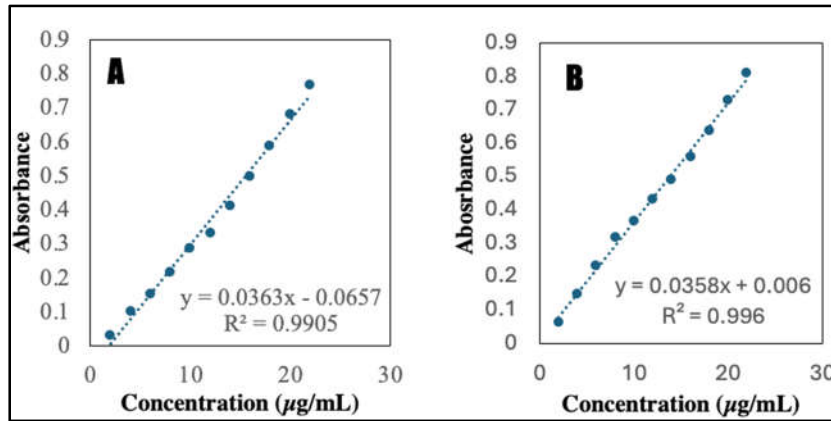 A
0.9
0.8
0.7
0.6
0.5
0.4
0.3
0.2
0.1
0
Absorbance
y = 0.0363x - 0.0657
R² = 0.9905
0 10 20 30
Concentration (µg/mL)
B
0.9
0.8
0.7
0.6
0.5
0.4
0.3
0.2
0.1
0
Abosrbance
y = 0.0358x + 0.006
R² = 0.996
0 10 20 30
Concentration (µg/mL)